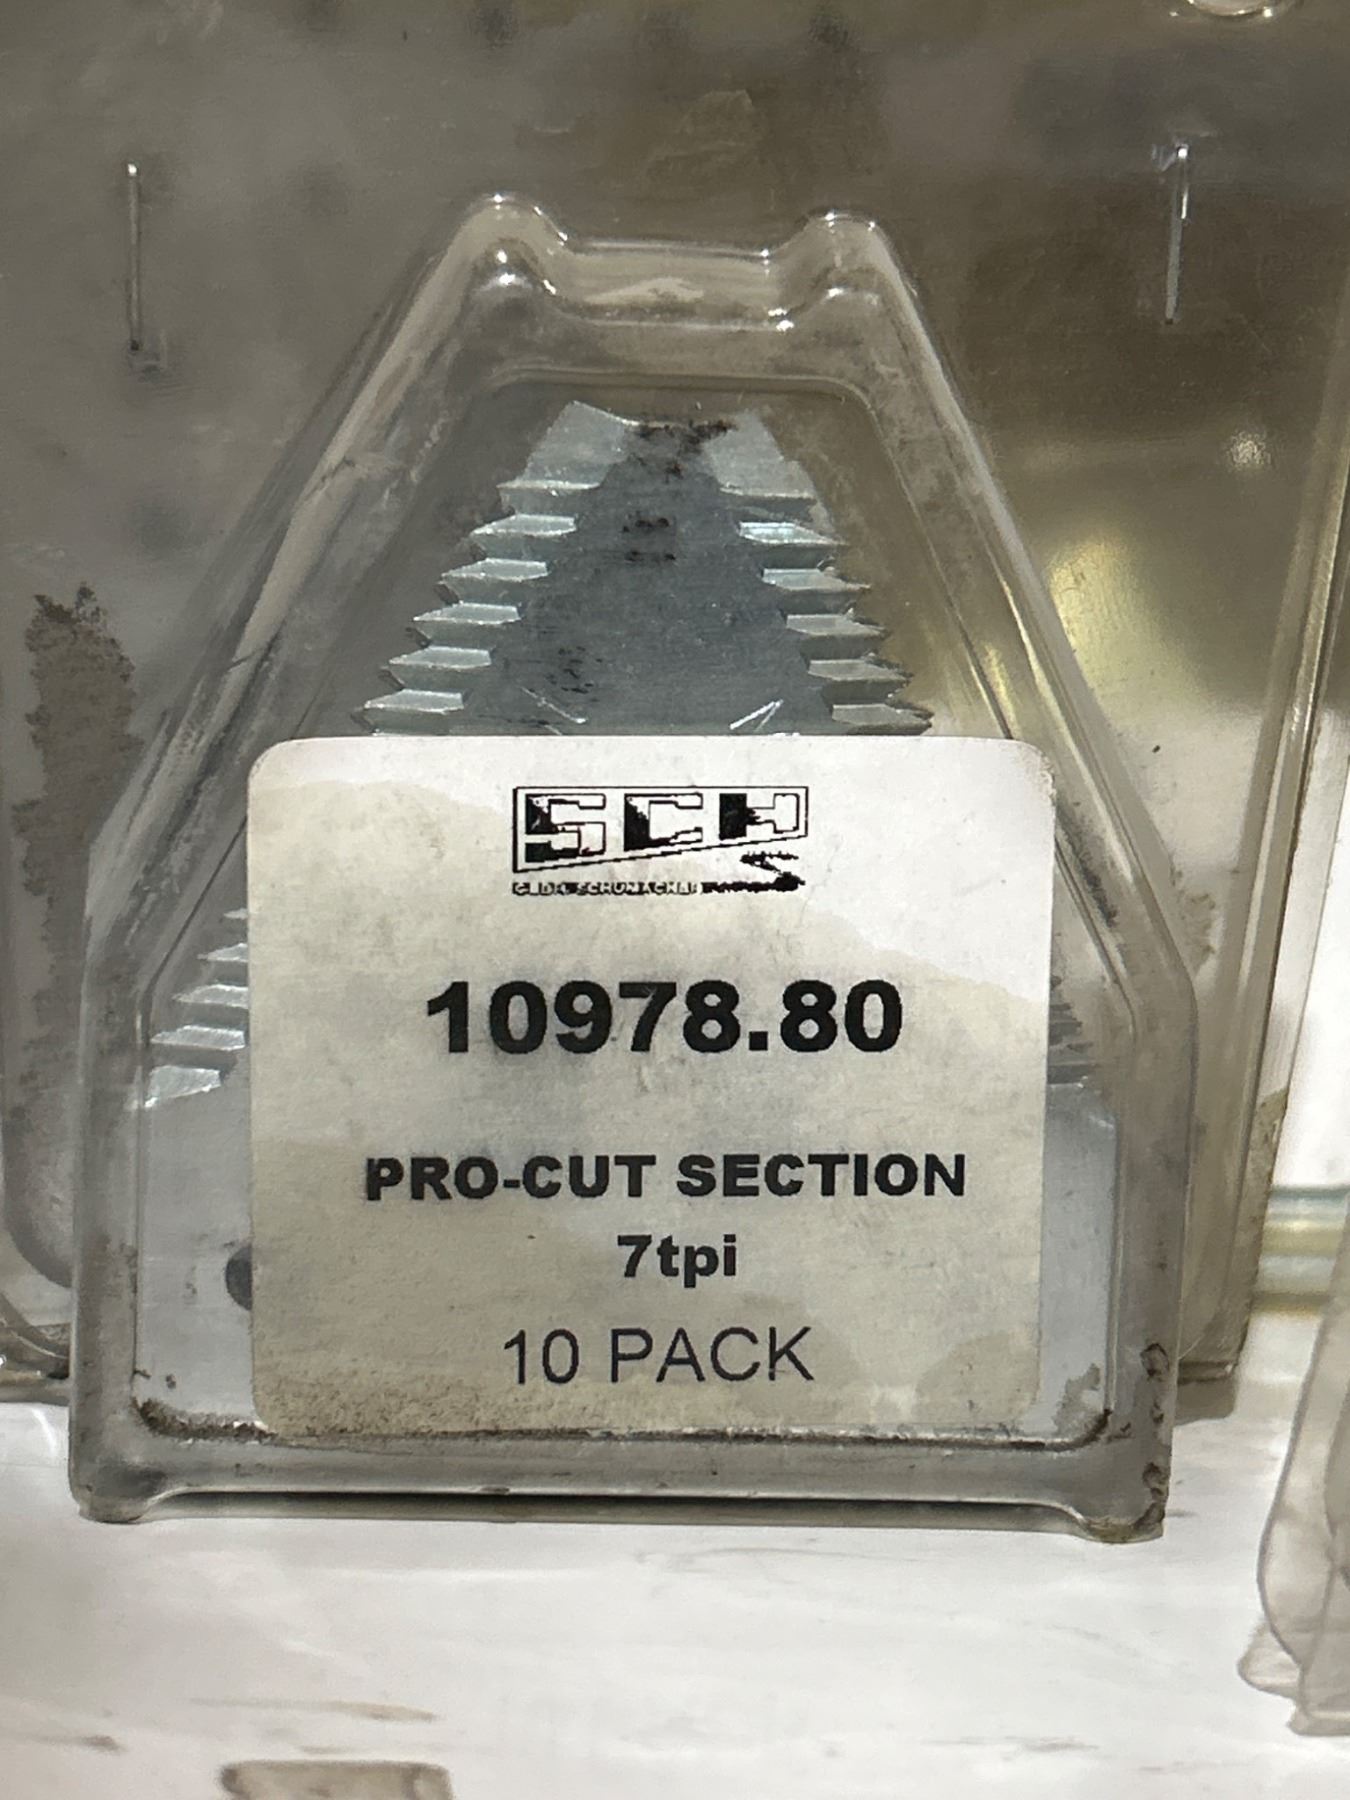 SCH
10978.80
PRO-CUT SECTION
7tpi
10 PACK